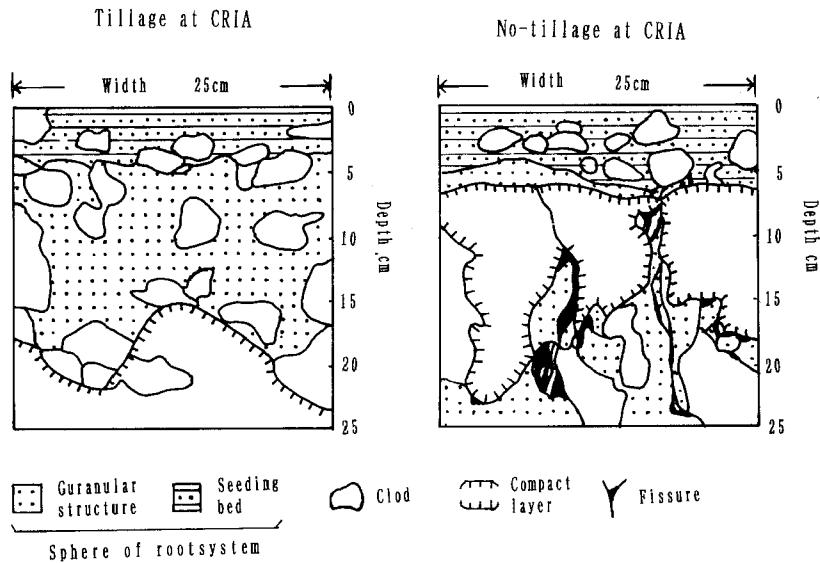 Tillage at CRIA
No-tillage at CRIA
Width 25cm
Width 25cm
0
5
10
15
20
25
Depth ,cm
0
5
10
15
20
25
Depth cm
Guranular
structure
Seeding
bed
Clod
Compact
layer
Fissure
Sphere of rootsystem